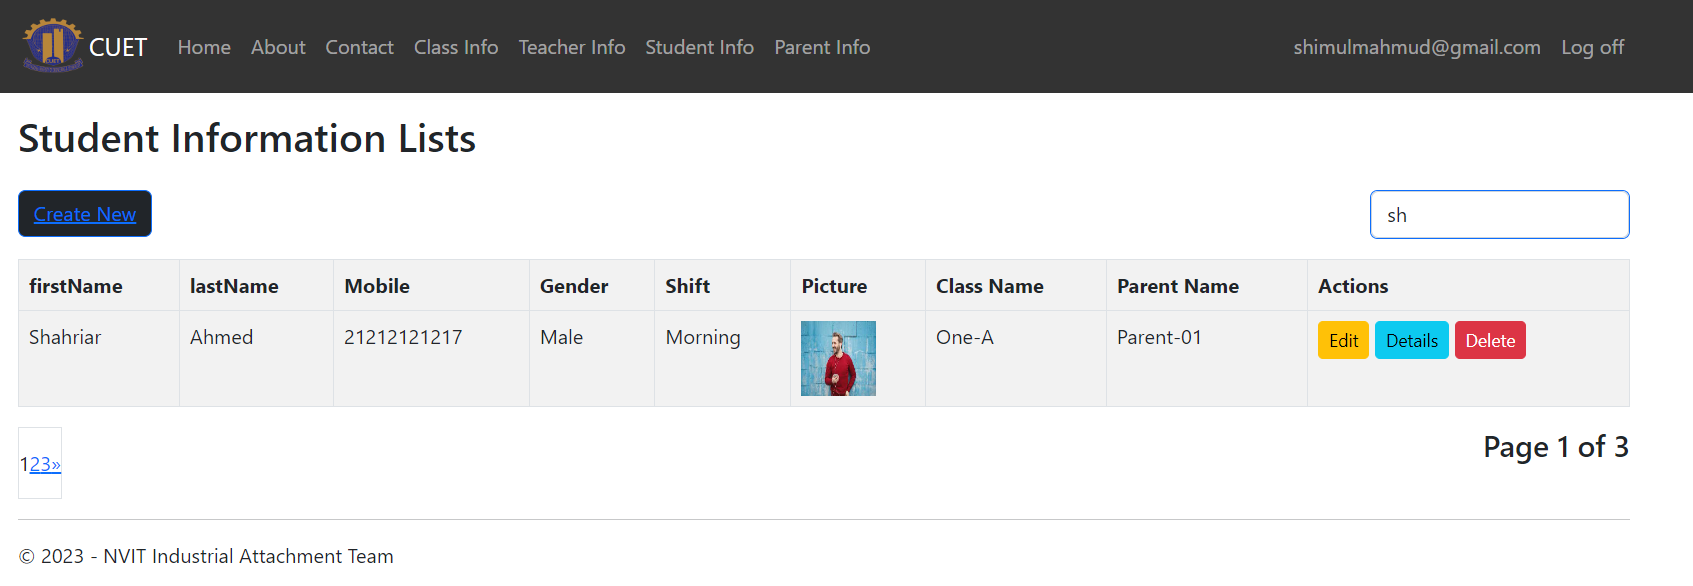 CUET Home About Contact Class Info Teacher Info Student Info Parent Info shimulmahmud@gmail.com Log off
CUET
Student Information Lists
Create New sh
firstName lastName Mobile Gender Shift Picture Class Name Parent Name Actions
Shahriar Ahmed 21212121217 Male Morning One-A Parent-01 Edit Details Delete
123» Page 1 of 3
© 2023 - NVIT Industrial Attachment Team